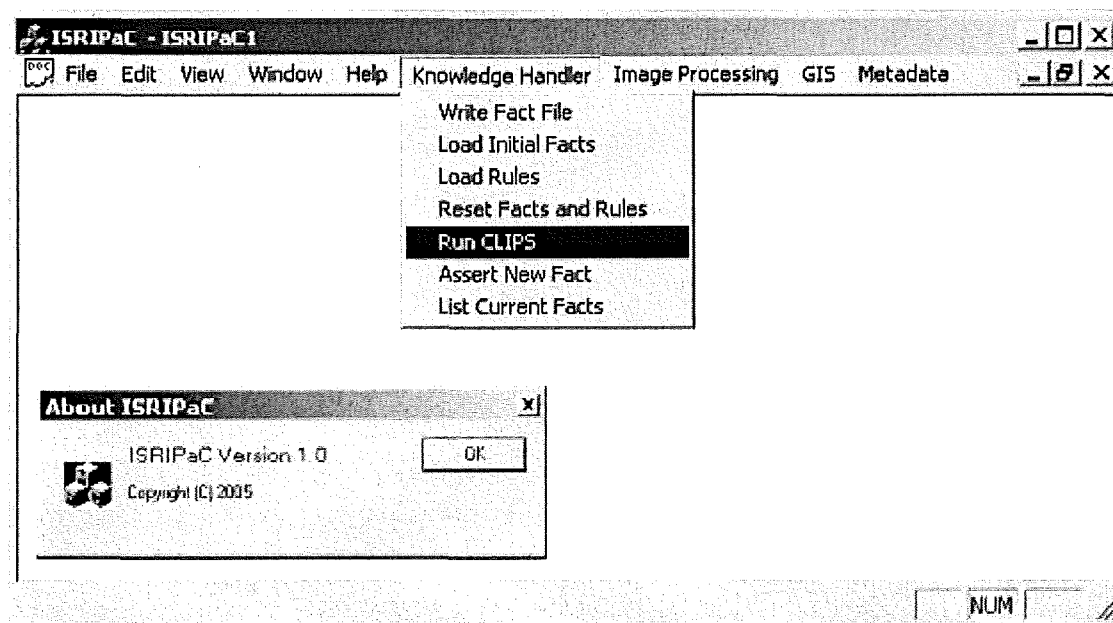 ISRIPaC - ISRIPaC1
DOC File Edit View Window Help Knowledge Handler Image Processing GIS Metadata
Write Fact File
Load Initial Facts
Load Rules
Reset Facts and Rules
Run CLIPS
Assert New Fact
List Current Facts
About ISRIPaC
ISRIPaC Version 1.0
OK
Copyright (C) 2005
NUM